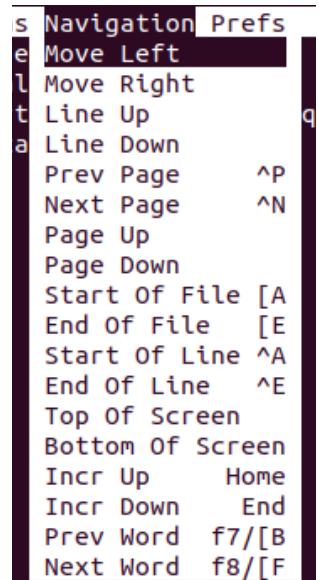 s Navigation Prefs
e Move Left
l Move Right
t Line Up q
a Line Down
Prev Page ^P
Next Page ^N
Page Up
Page Down
Start Of File [A
End Of File [E
Start Of Line ^A
End Of Line ^E
Top Of Screen
Bottom Of Screen
Incr Up Home
Incr Down End
Prev Word f7/[B
Next Word f8/[F